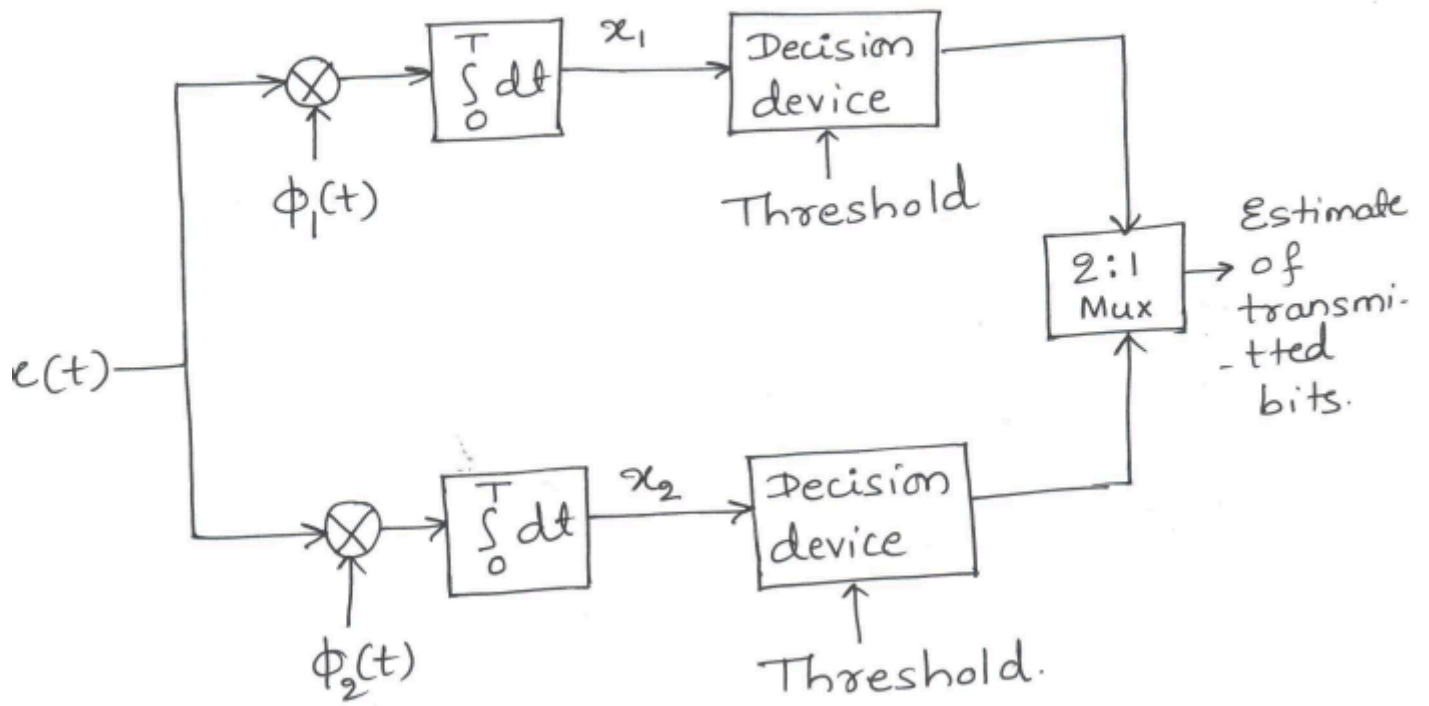 T
∫ dt
0
x₁
Decision
device
ϕ₁(t)
Threshold
2:1
Mux
Estimate
of
transmi-
-tted
bits.
(t)
T
∫ dt
0
x₂
Decision
device
ϕ₂(t)
Threshold.